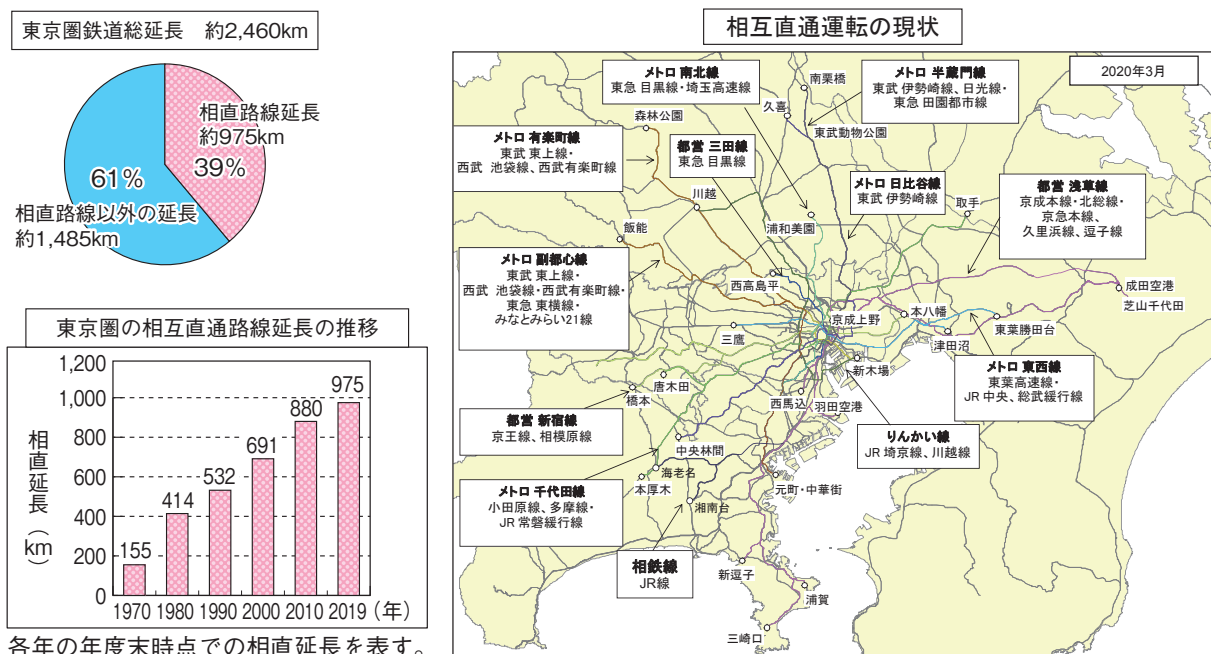 東京圏鉄道総延長　約2,460km
相直路線延長
約975km
39%
61%
相直路線以外の延長
約1,485km
東京圏の相互直通路線延長の推移
相直延長（km）
1,200
1,000
800
600
400
200
0
155
414
532
691
880
975
1970 1980 1990 2000 2010 2019（年）
各年の年度末時点での相直延長を表す。
相互直通運転の現状
2020年3月
メトロ 南北線
東急 目黒線・埼玉高速線
メトロ 半蔵門線
東武 伊勢崎線、日光線・
東急 田園都市線
メトロ 有楽町線
東武 東上線・
西武 池袋線、西武有楽町線
都営 三田線
東急 目黒線
メトロ 日比谷線
東武 伊勢崎線
都営 浅草線
京成本線・北総線・
京急本線、
久里浜線、逗子線
メトロ 副都心線
東武 東上線・
西武 池袋線・西武有楽町線・
東急 東横線・
みなとみらい21線
メトロ 東西線
東葉高速線・
JR 中央、総武緩行線
都営 新宿線
京王線、相模原線
りんかい線
JR 埼京線、川越線
メトロ 千代田線
小田原線、多摩線・
JR 常磐緩行線
相鉄線
JR線
南栗橋
久喜
東武動物公園
森林公園
川越
飯能
浦和美園
取手
西高島平
成田空港
芝山千代田
京成上野
本八幡
東葉勝田台
津田沼
三鷹
新木場
唐木田
橋本
西馬込
羽田空港
中央林間
海老名
本厚木
元町・中華街
湘南台
新逗子
浦賀
三崎口